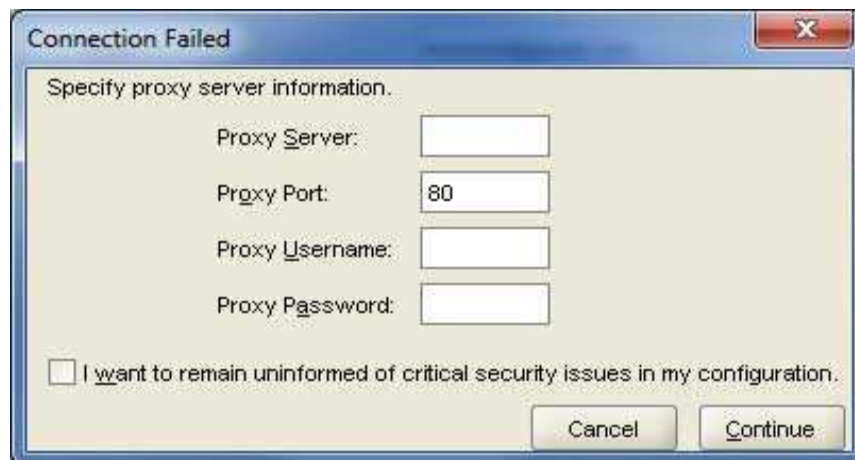 Connection Failed
Specify proxy server information.
Proxy Server:
Proxy Port: 80
Proxy Username:
Proxy Password:
I want to remain uninformed of critical security issues in my configuration.
Cancel Continue